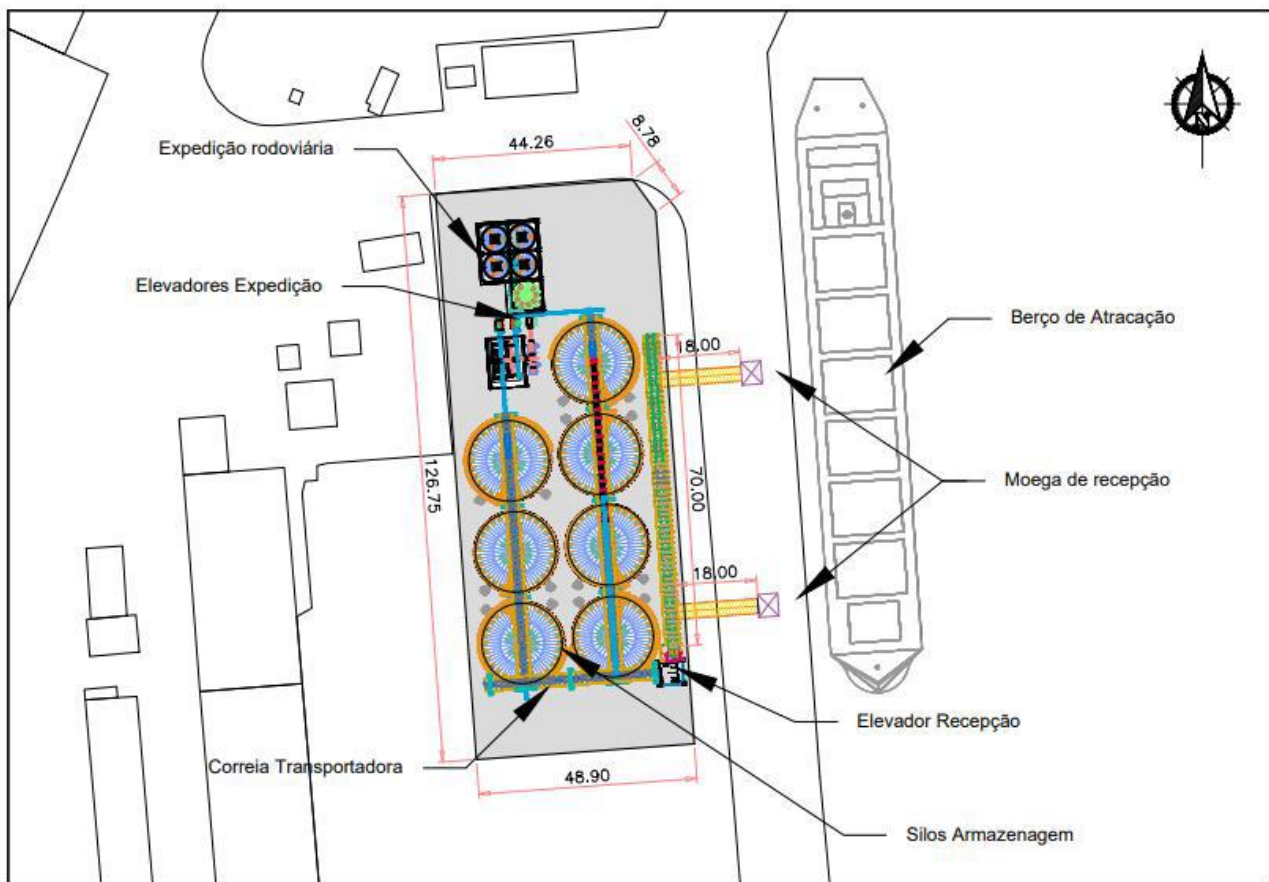 8.78
44.26
Expedição rodoviária
Elevadores Expedição
Berço de Atracação
18.00
Moega de recepção
126.75
70.00
18.00
Elevador Recepção
Correia Transportadora
48.90
Silos Armazenagem